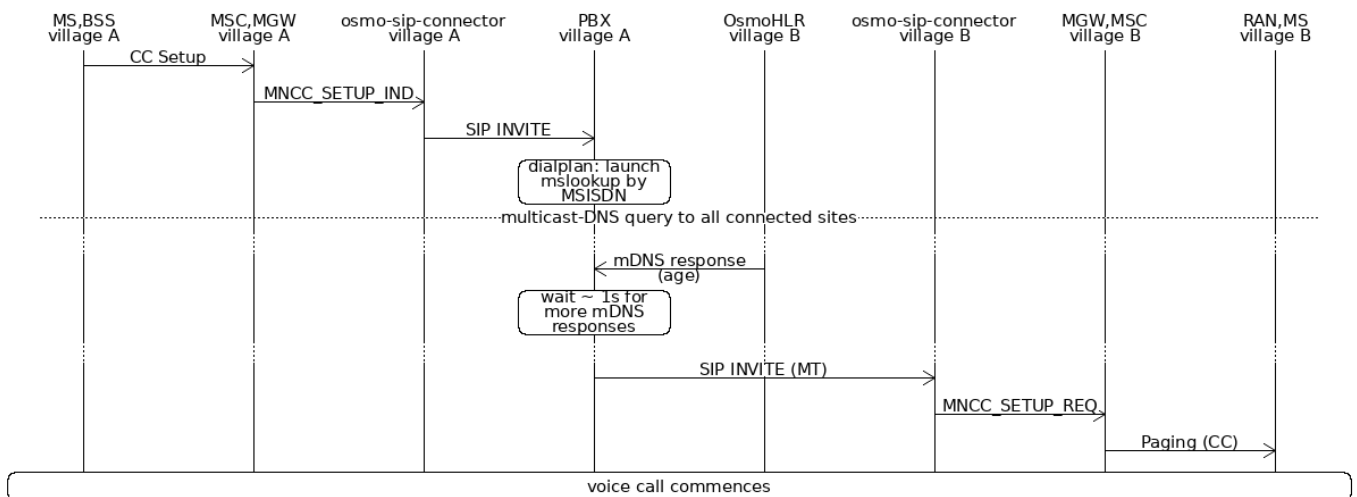 MS,BSS
village A
MSC,MGW
village A
osmo-sip-connector
village A
PBX
village A
OsmoHLR
village B
osmo-sip-connector
village B
MGW,MSC
village B
RAN,MS
village B
CC Setup
MNCC_SETUP_IND
SIP INVITE
dialplan: launch
mslookup by
MSISDN
multicast-DNS query to all connected sites
mDNS response
(age)
wait ~ 1s for
more mDNS
responses
SIP INVITE (MT)
MNCC_SETUP_REQ
Paging (CC)
voice call commences